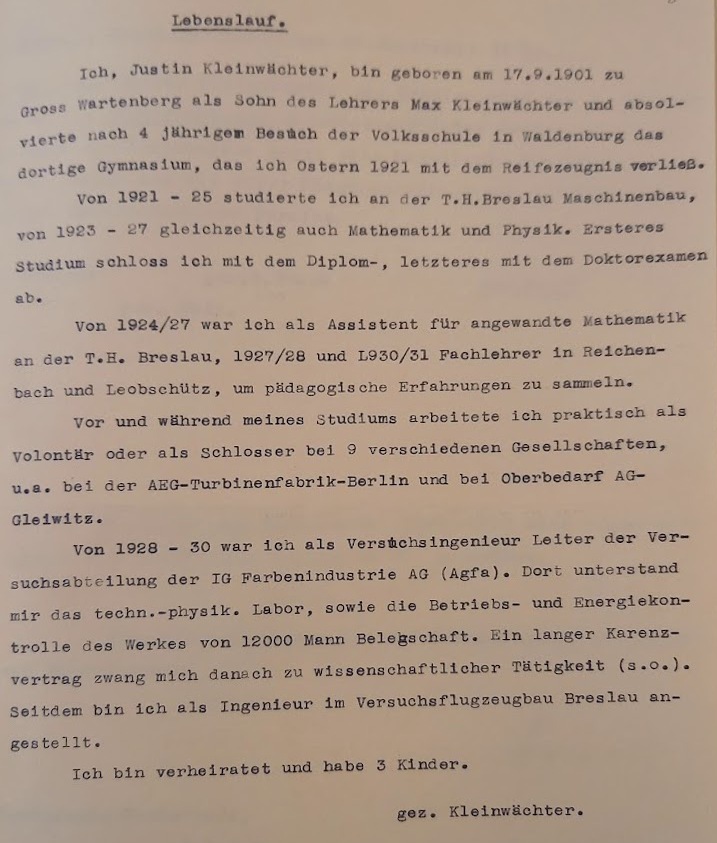 Lebenslauf.
Ich, Justin Kleinwächter, bin geboren am 17.9.1901 zu
Gross Wartenberg als Sohn des Lehrers Max Kleinwächter und absol-
vierte nach 4 jährigem Besuch der Volksschule in Waldenburg das
dortige Gymnasium, das ich Ostern 1921 mit dem Reifezeugnis verließ.
Von 1921 - 25 studierte ich an der T.H.Breslau Maschinenbau,
von 1923 - 27 gleichzeitig auch Mathematik und Physik. Ersteres
Studium schloss ich mit dem Diplom-, letzteres mit dem Doktorexamen
ab.
Von 1924/27 war ich als Assistent für angewandte Mathematik
an der T.H. Breslau, 1927/28 und L930/31 Fachlehrer in Reichen-
bach und Leobschütz, um pädagogische Erfahrungen zu sammeln.
Vor und während meines Studiums arbeitete ich praktisch als
Volontär oder als Schlosser bei 9 verschiedenen Gesellschaften,
u.a. bei der AEG-Turbinenfabrik-Berlin und bei Oberbedarf AG-
Gleiwitz.
Von 1928 - 30 war ich als Versuchsingenieur Leiter der Ver-
suchsabteilung der IG Farbenindustrie AG (Agfa). Dort unterstand
mir das techn.-physik. Labor, sowie die Betriebs- und Energiekon-
trolle des Werkes von 12000 Mann Belegschaft. Ein langer Karenz-
vertrag zwang mich danach zu wissenschaftlicher Tätigkeit (s.o.).
Seitdem bin ich als Ingenieur im Versuchsflugzeugbau Breslau an-
gestellt.
Ich bin verheiratet und habe 3 Kinder.
gez. Kleinwächter.